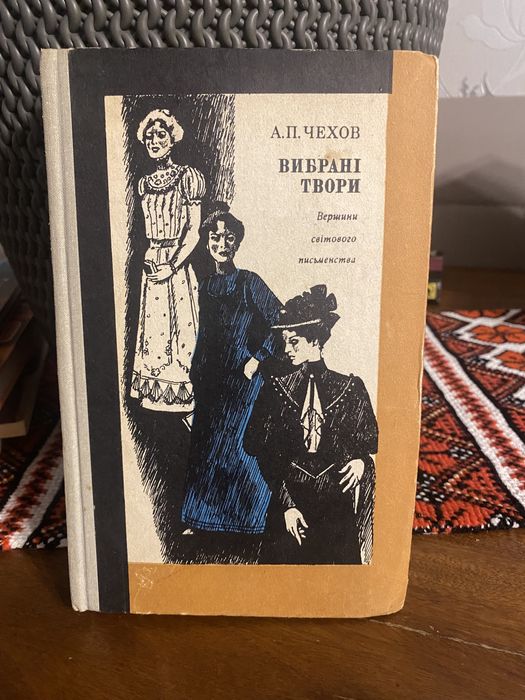 А.П. ЧЕХОВ
ВИБРАНІ
ТВОРИ
Вершини
світового
письменства